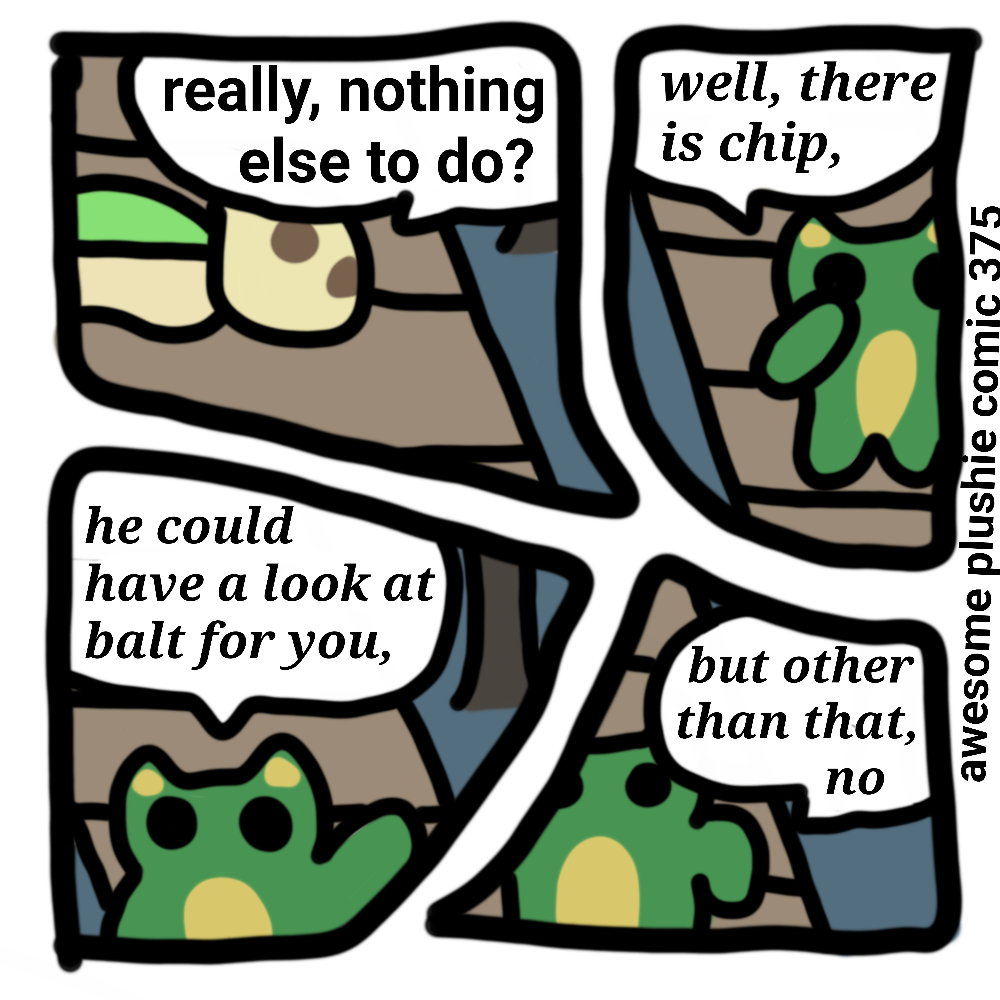 really, nothing
else to do?
well, there
is chip,
he could
have a look at
balt for you,
but other
than that,
no
awesome plushie comic 375